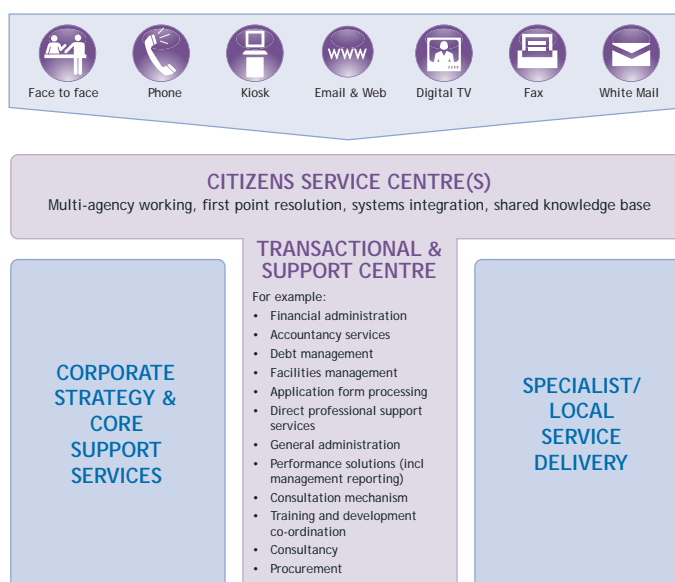 www
Face to face
Phone
Kiosk
Email & Web
Digital TV
Fax
White Mail
CITIZENS SERVICE CENTRE(S)
Multi-agency working, first point resolution, systems integration, shared knowledge base
TRANSACTIONAL &
SUPPORT CENTRE
For example:
• Financial administration
• Accountancy services
• Debt management
• Facilities management
• Application form processing
• Direct professional support
services
• General administration
• Performance solutions (incl
management reporting)
• Consultation mechanism
• Training and development
co-ordination
• Consultancy
• Procurement
CORPORATE
STRATEGY &
CORE
SUPPORT
SERVICES
SPECIALIST/
LOCAL
SERVICE
DELIVERY